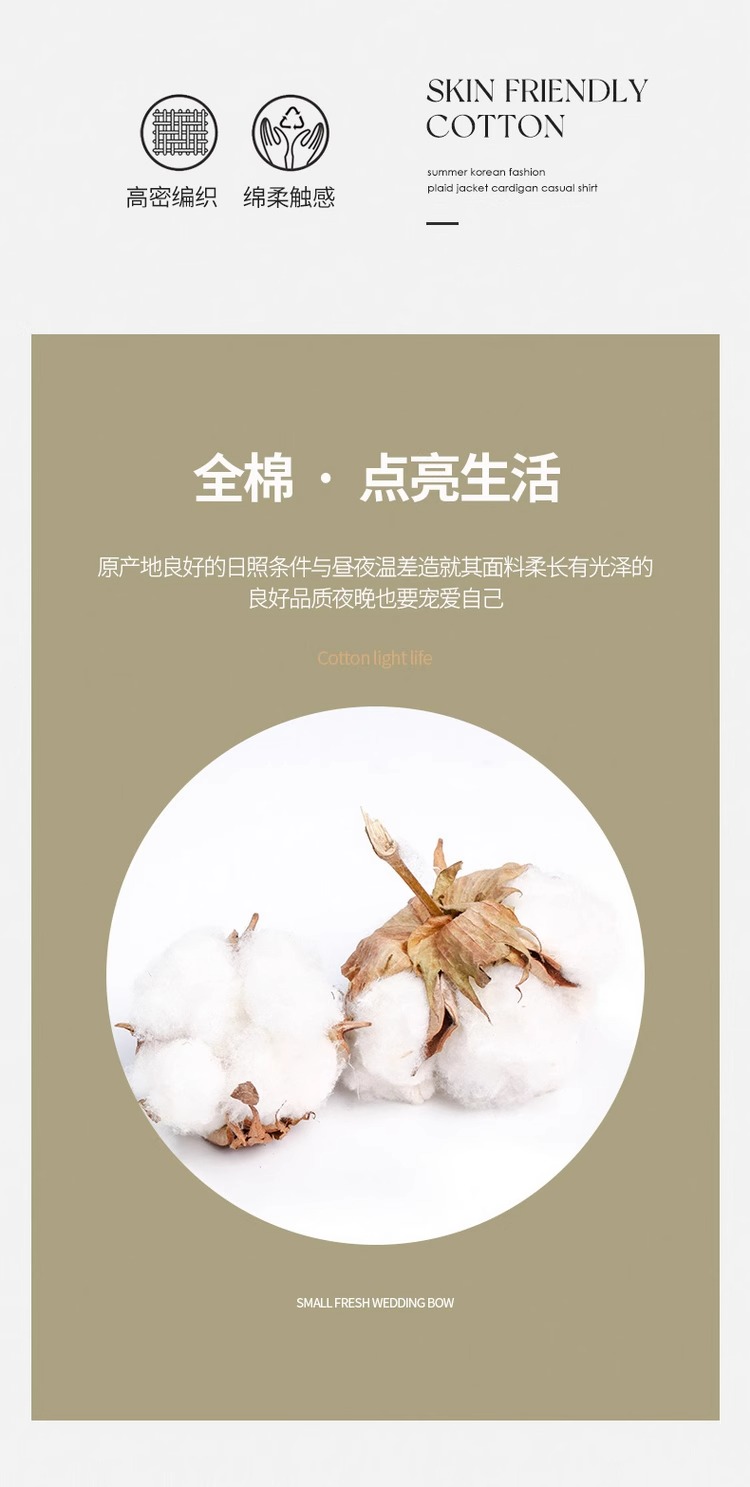 高密编织
绵柔触感
SKIN FRIENDLY
COTTON
summer korean fashion
plaid jacket cardigan casual shirt
全棉 · 点亮生活
原产地良好的日照条件与昼夜温差造就其面料柔长有光泽的
良好品质夜晚也要宠爱自己
Cotton light life
SMALL FRESH WEDDING BOW